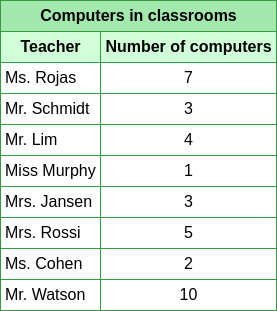 Computers in classrooms
Teacher Number of computers
Ms. Rojas 7
Mr. Schmidt 3
Mr. Lim 4
Miss Murphy 1
Mrs. Jansen 3
Mrs. Rossi 5
Ms. Cohen 2
Mr. Watson 10